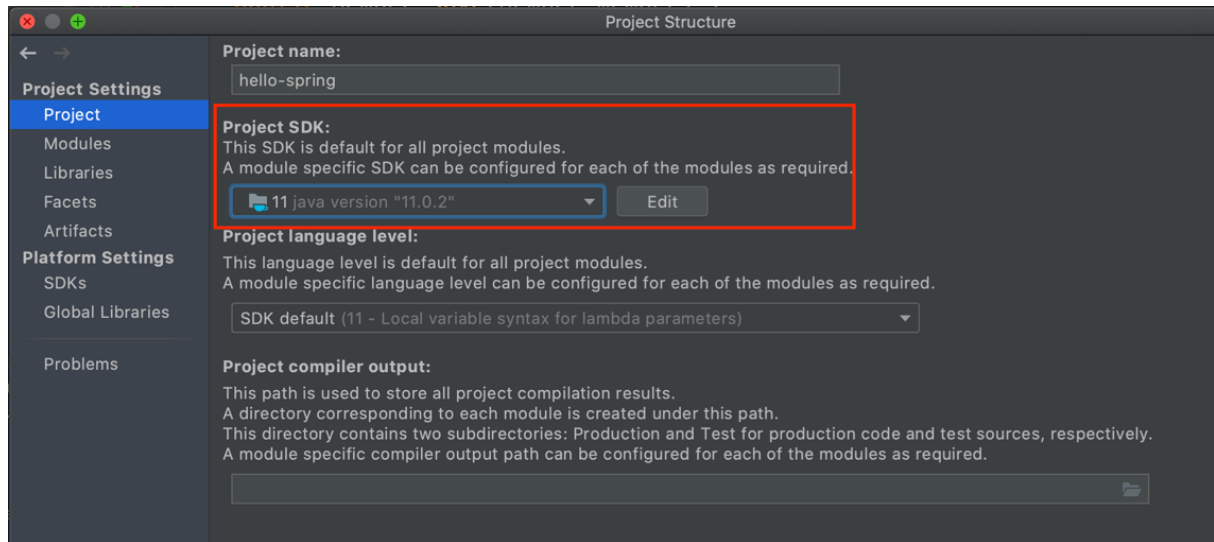 Project Structure
Project Settings
Project
Modules
Libraries
Facets
Artifacts
Platform Settings
SDKs
Global Libraries
Problems
Project name:
hello-spring
Project SDK:
This SDK is default for all project modules.
A module specific SDK can be configured for each of the modules as required.
11 java version "11.0.2"
Edit
Project language level:
This language level is default for all project modules.
A module specific language level can be configured for each of the modules as required.
SDK default (11 - Local variable syntax for lambda parameters)
Project compiler output:
This path is used to store all project compilation results.
A directory corresponding to each module is created under this path.
This directory contains two subdirectories: Production and Test for production code and test sources, respectively.
A module specific compiler output path can be configured for each of the modules as required.